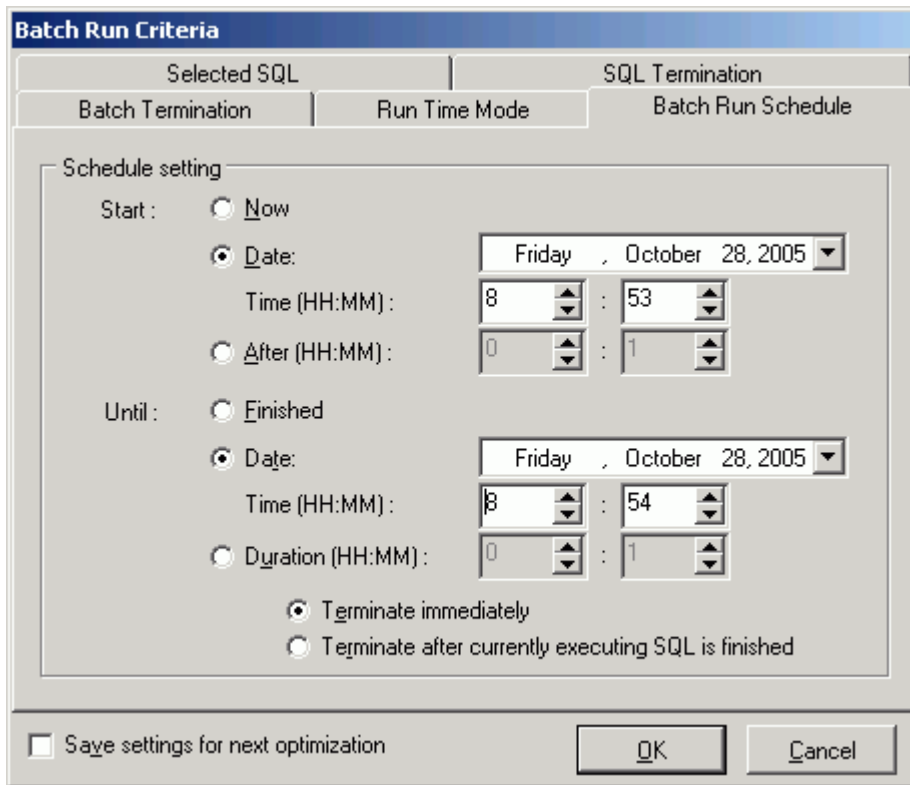 Batch Run Criteria
Selected SQL
SQL Termination
Batch Termination
Run Time Mode
Batch Run Schedule
Schedule setting
Start :
Now
Date:
Friday , October 28, 2005
Time (HH:MM) :
8 : 53
After (HH:MM) :
0 : 1
Until :
Finished
Date:
Friday , October 28, 2005
Time (HH:MM) :
8 : 54
Duration (HH:MM) :
0 : 1
Terminate immediately
Terminate after currently executing SQL is finished
Save settings for next optimization
OK
Cancel